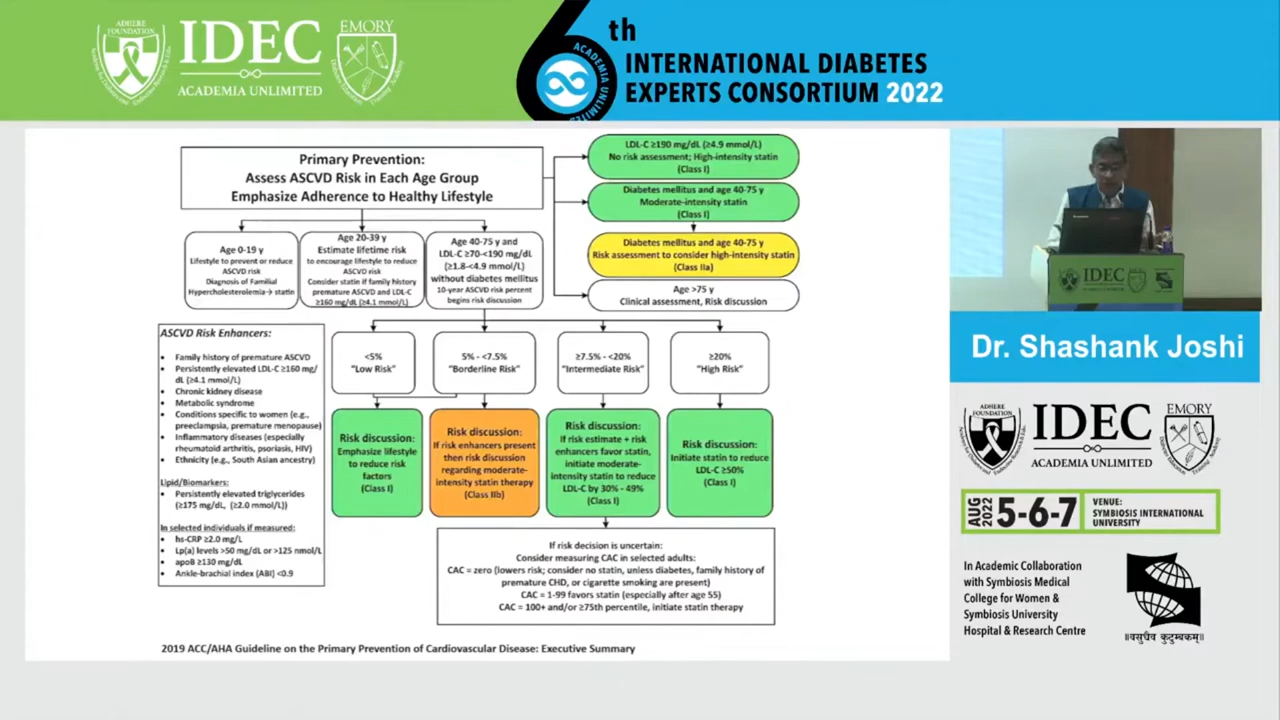 ADHERE
FOUNDATION
IDEC
ACADEMIA UNLIMITED
EMORY
6th
ACADEMIA UNLIMITED
INTERNATIONAL DIABETES
EXPERTS CONSORTIUM 2022
Primary Prevention:
Assess ASCVD Risk in Each Age Group
Emphasize Adherence to Healthy Lifestyle
LDL-C ≥190 mg/dL (≥4.9 mmol/L)
No risk assessment; High-intensity statin
(Class I)
Diabetes mellitus and age 40-75 y
Moderate-intensity statin
(Class I)
Diabetes mellitus and age 40-75 y
Risk assessment to consider high-intensity statin
(Class IIa)
Age >75 y
Clinical assessment, Risk discussion
Age 0-19 y
Lifestyle to prevent or reduce
ASCVD risk
Diagnosis of Familial
Hypercholesterolemia→ statin
Age 20-39 y
Estimate lifetime risk
to encourage lifestyle to reduce
ASCVD risk
Consider statin if family history
premature ASCVD and LDL-C
≥160 mg/dL (≥4.1 mmol/L)
Age 40-75 y and
LDL-C ≥70-<190 mg/dL
(≥1.8-<4.9 mmol/L)
without diabetes mellitus
10-year ASCVD risk percent
begins risk discussion
<5%
"Low Risk"
5% - <7.5%
"Borderline Risk"
≥7.5% - <20%
"Intermediate Risk"
≥20%
"High Risk"
Risk discussion:
Emphasize lifestyle
to reduce risk
factors
(Class I)
Risk discussion:
If risk enhancers present
then risk discussion
regarding moderate-
intensity statin therapy
(Class IIb)
Risk discussion:
If risk estimate + risk
enhancers favor statin,
initiate moderate-
intensity statin to reduce
LDL-C by 30% - 49%
(Class I)
Risk discussion:
Initiate statin to reduce
LDL-C ≥50%
(Class I)
ASCVD Risk Enhancers:
• Family history of premature ASCVD
• Persistently elevated LDL-C ≥160 mg/
dL (≥4.1 mmol/L)
• Chronic kidney disease
• Metabolic syndrome
• Conditions specific to women (e.g.,
preeclampsia, premature menopause)
• Inflammatory diseases (especially
rheumatoid arthritis, psoriasis, HIV)
• Ethnicity (e.g., South Asian ancestry)
Lipid/Biomarkers:
• Persistently elevated triglycerides
(≥175 mg/dL, (≥2.0 mmol/L))
In selected individuals if measured:
• hs-CRP ≥2.0 mg/L
• Lp(a) levels >50 mg/dL or >125 nmol/L
• apoB ≥130 mg/dL
• Ankle-brachial index (ABI) <0.9
If risk decision is uncertain:
Consider measuring CAC in selected adults:
CAC = zero (lowers risk; consider no statin, unless diabetes, family history of
premature CHD, or cigarette smoking are present)
CAC = 1-99 favors statin (especially after age 55)
CAC = 100+ and/or ≥75th percentile, initiate statin therapy
2019 ACC/AHA Guideline on the Primary Prevention of Cardiovascular Disease: Executive Summary
IDEC
ACADEMIA UNLIMITED
Dr. Shashank Joshi
ADHERE
FOUNDATION
IDEC
ACADEMIA UNLIMITED
EMORY
AUG
2022
5-6-7
VENUE:
SYMBIOSIS INTERNATIONAL
UNIVERSITY
In Academic Collaboration
with Symbiosis Medical
College for Women &
Symbiosis University
Hospital & Research Centre
॥वसुधैव कुटुम्बकम्॥